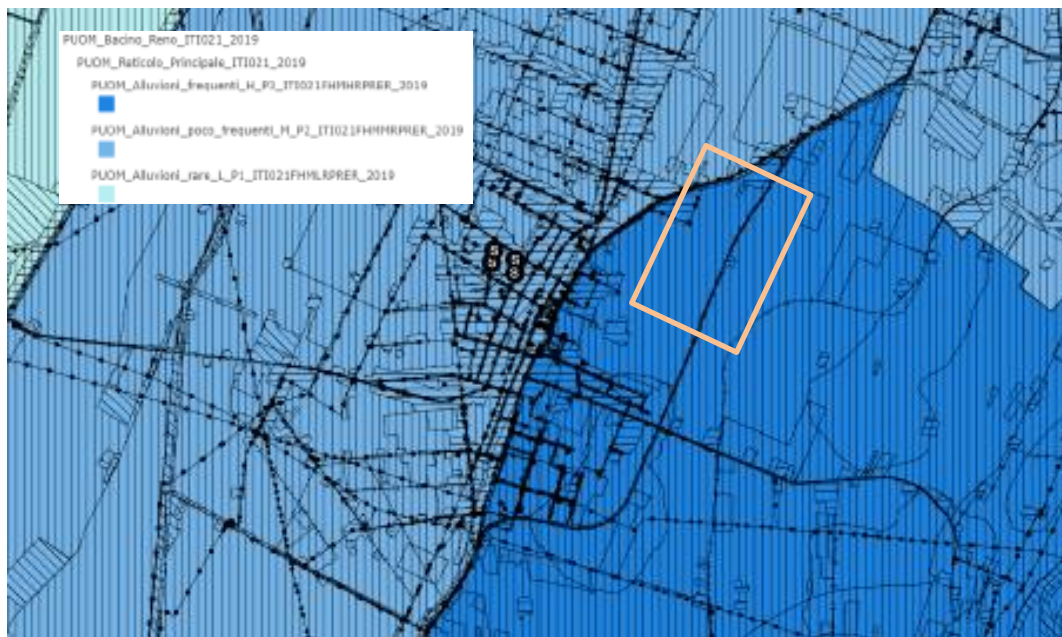 PUOM_Bacino_Reno_ITI021_2019
PUOM_Reticolo_Principale_ITI021_2019
PUOM_Alluvioni_frequenti_H_P3_ITI021FHMHRPRER_2019
PUOM_Alluvioni_poco_frequenti_M_P2_ITI021FHMMRPRER_2019
PUOM_Alluvioni_rare_L_P1_ITI021FHMLRPRER_2019